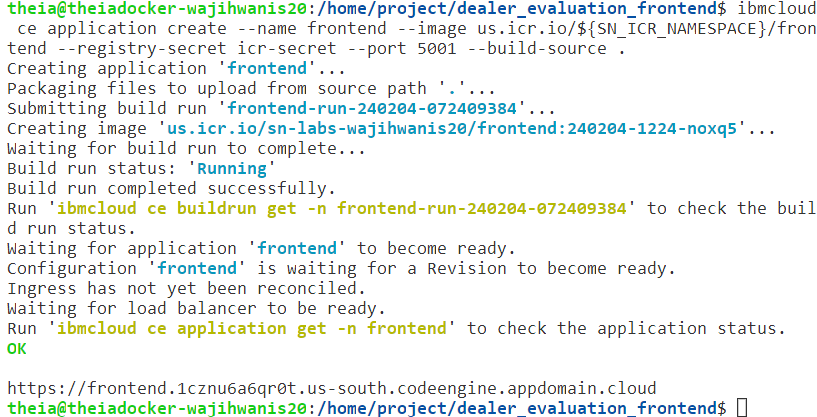 theia@theiadocker-wajihwanis20:/home/project/dealer_evaluation_frontend$ ibmcloud
 ce application create --name frontend --image us.icr.io/${SN_ICR_NAMESPACE}/fron
tend --registry-secret icr-secret --port 5001 --build-source .
Creating application 'frontend'...
Packaging files to upload from source path '.'...
Submitting build run 'frontend-run-240204-072409384'...
Creating image 'us.icr.io/sn-labs-wajihwanis20/frontend:240204-1224-noxq5'...
Waiting for build run to complete...
Build run status: 'Running'
Build run completed successfully.
Run 'ibmcloud ce buildrun get -n frontend-run-240204-072409384' to check the buil
d run status.
Waiting for application 'frontend' to become ready.
Configuration 'frontend' is waiting for a Revision to become ready.
Ingress has not yet been reconciled.
Waiting for load balancer to be ready.
Run 'ibmcloud ce application get -n frontend' to check the application status.
OK

https://frontend.1cznu6a6qr0t.us-south.codeengine.appdomain.cloud
theia@theiadocker-wajihwanis20:/home/project/dealer_evaluation_frontend$